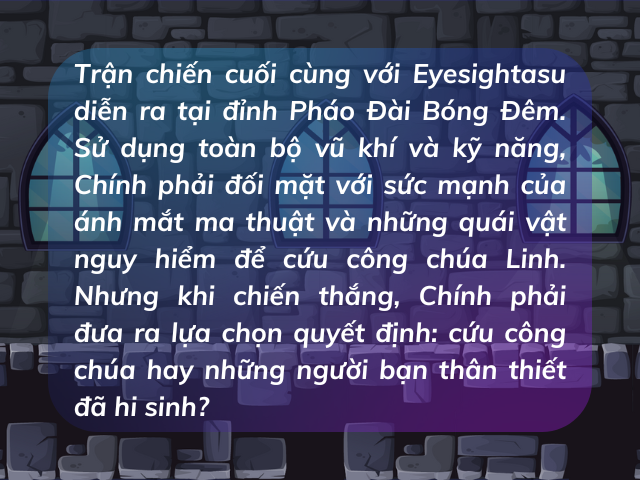 Trận chiến cuối cùng với Eyesightasu
diễn ra tại đỉnh Pháo Đài Bóng Đêm.
Sử dụng toàn bộ vũ khí và kỹ năng,
Chính phải đối mặt với sức mạnh của
ánh mắt ma thuật và những quái vật
nguy hiểm để cứu công chúa Linh.
Nhưng khi chiến thắng, Chính phải
đưa ra lựa chọn quyết định: cứu công
chúa hay những người bạn thân thiết
đã hi sinh?